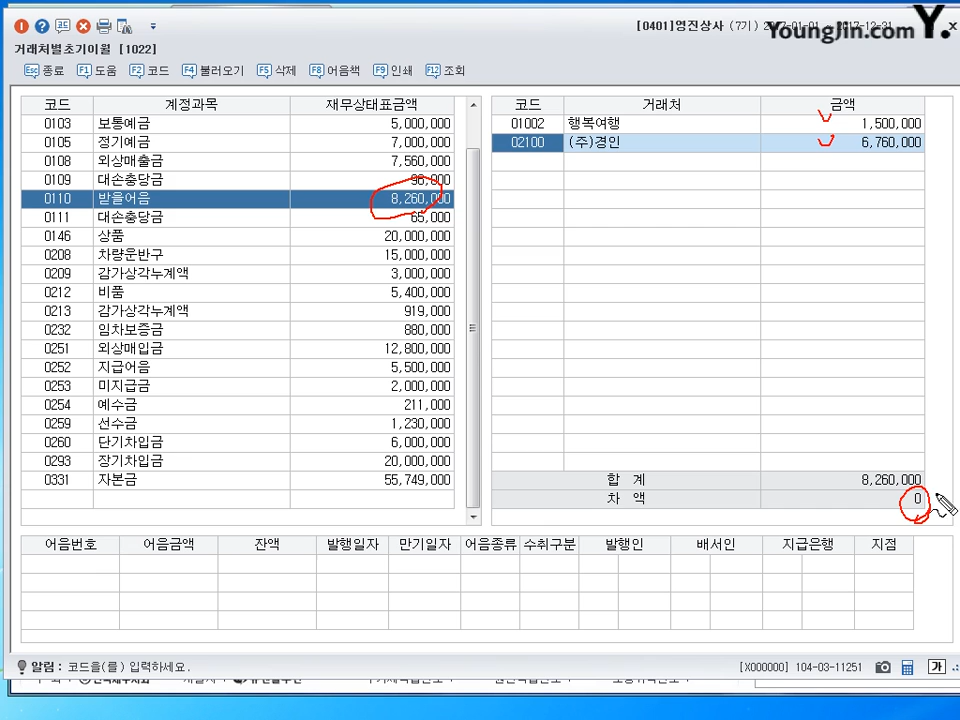 [0401]영진상사 (7기) 2017-01-01 ~ 2017-12-31
YoungJin.com Y.
거래처별초기이월 [1022]
Esc 종료 F1 도움 F2 코드 F4 불러오기 F5 삭제 F8 어음책 F9 인쇄 F12 조회
코드 계정과목 재무상태표금액
0103 보통예금 5,000,000
0105 정기예금 7,000,000
0108 외상매출금 7,560,000
0109 대손충당금
0110 받을어음 8,260,000
0111 대손충당금 65,000
0146 상품 20,000,000
0208 차량운반구 15,000,000
0209 감가상각누계액 3,000,000
0212 비품 5,400,000
0213 감가상각누계액 919,000
0232 임차보증금 880,000
0251 외상매입금 12,800,000
0252 지급어음 5,500,000
0253 미지급금 2,000,000
0254 예수금 211,000
0259 선수금 1,230,000
0260 단기차입금 6,000,000
0293 장기차입금 20,000,000
0331 자본금 55,749,000
코드 거래처 금액
01002 행복여행 1,500,000
02100 (주)경인 6,760,000
합 계 8,260,000
차 액 0
어음번호 어음금액 잔액 발행일자 만기일자 어음종류 수취구분 발행인 배서인 지급은행 지점
알림 : 코드을(를) 입력하세요.
[X000000] 104-03-11251 가